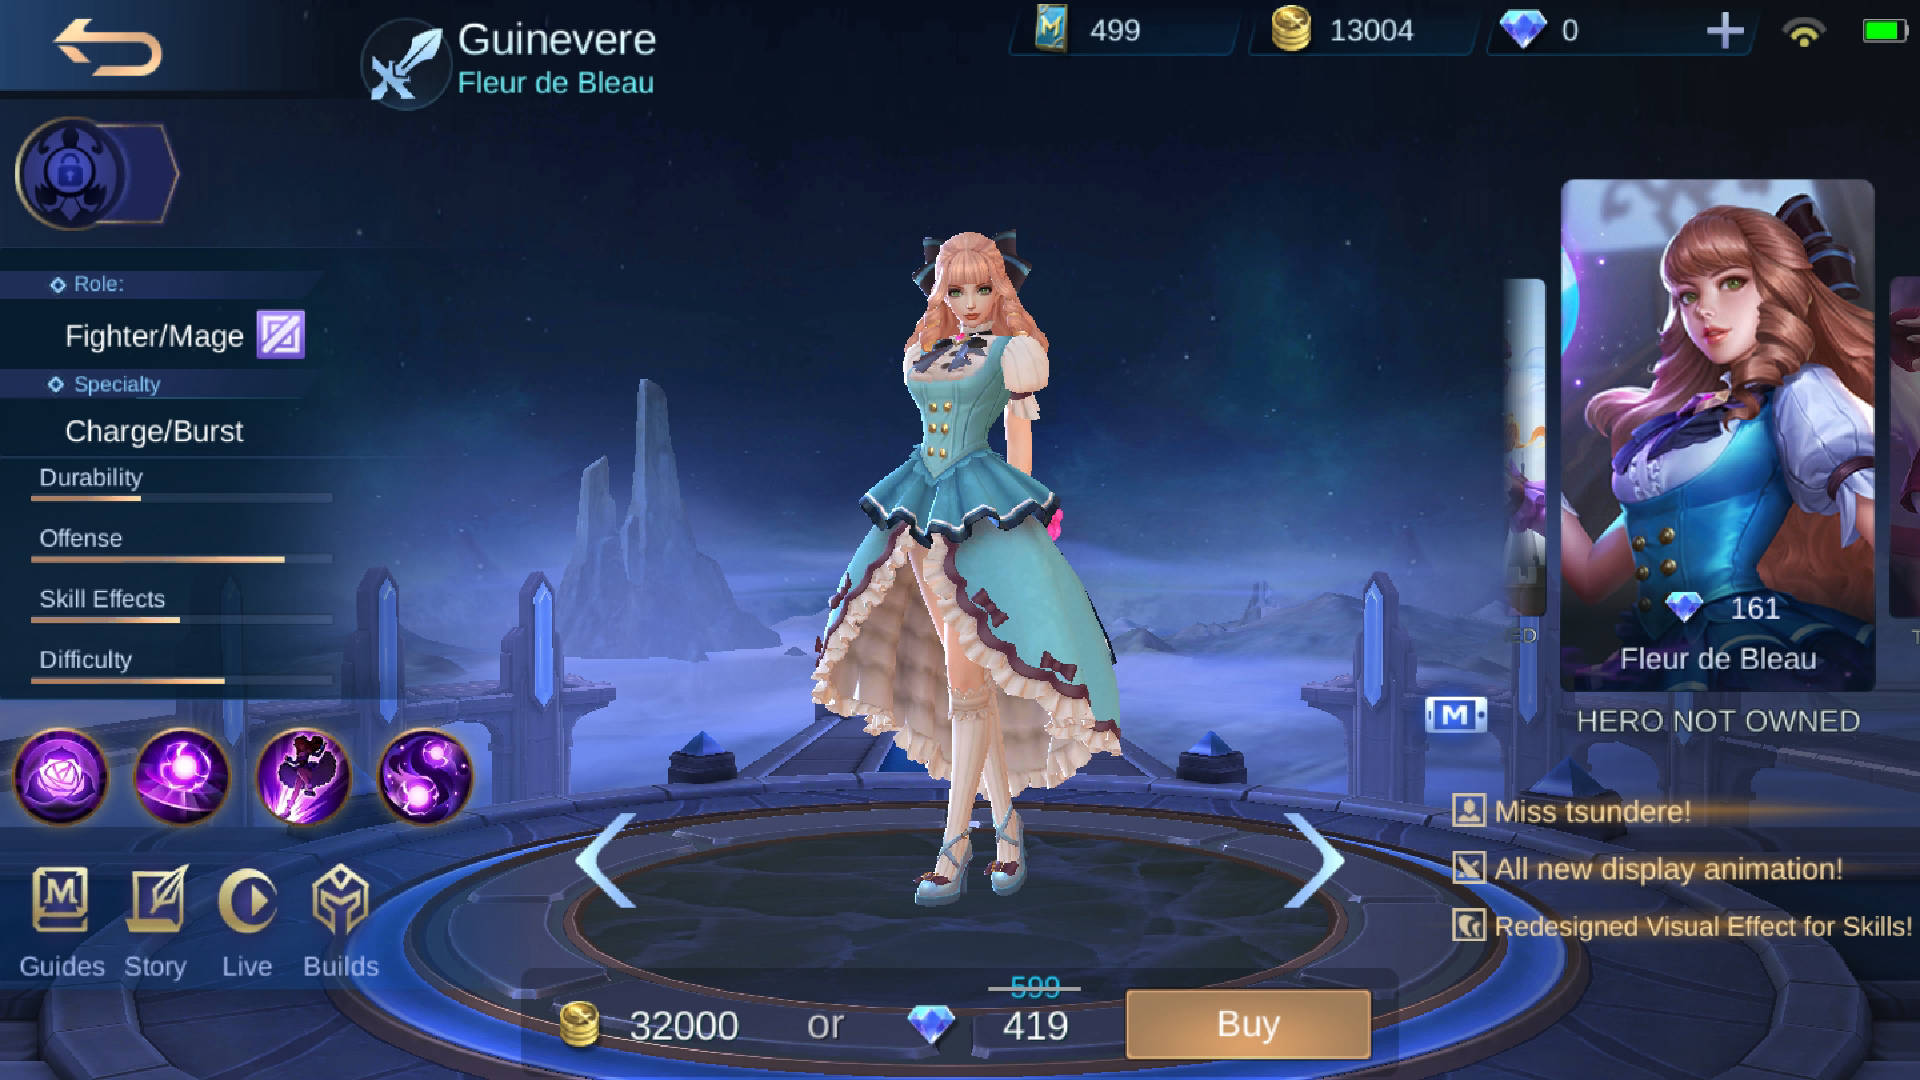 Guinevere
Fleur de Bleau
499
13004
0
Role:
Fighter/Mage
Specialty
Charge/Burst
Durability
Offense
Skill Effects
Difficulty
Guides
Story
Live
Builds
161
Fleur de Bleau
HERO NOT OWNED
M
Miss tsundere!
All new display animation!
Redesigned Visual Effect for Skills!
599
32000 or 419
Buy